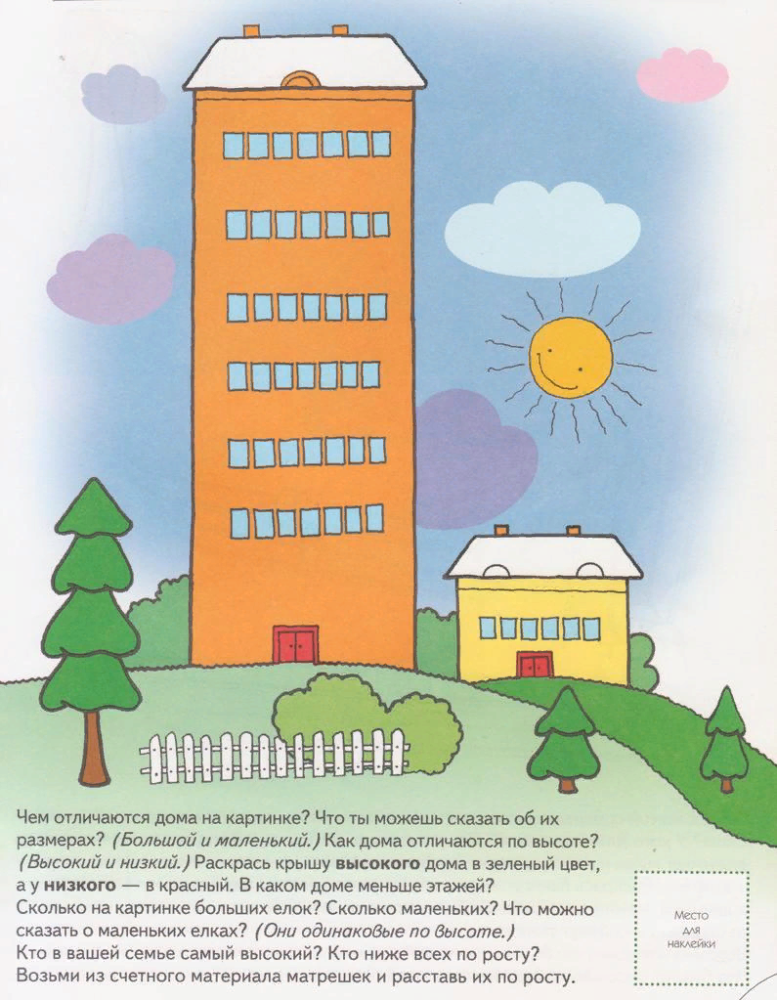 Чем отличаются дома на картинке? Что ты можешь сказать об их
размерах? (Большой и маленький.) Как дома отличаются по высоте?
(Высокий и низкий.) Раскрась крышу высокого дома в зеленый цвет,
а у низкого — в красный. В каком доме меньше этажей?
Сколько на картинке больших елок? Сколько маленьких? Что можно
сказать о маленьких елках? (Они одинаковые по высоте.)
Кто в вашей семье самый высокий? Кто ниже всех по росту?
Возьми из счетного материала матрешек и расставь их по росту.
Место
для
наклейки